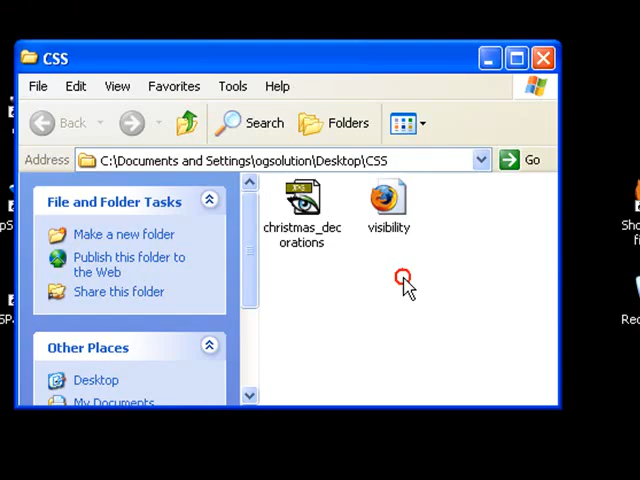 CSS
File Edit View Favorites Tools Help
Back Search Folders
Address C:\Documents and Settings\ogsolution\Desktop\CSS Go
File and Folder Tasks
Make a new folder
Publish this folder to
the Web
Share this folder
Other Places
Desktop
My Documents
christmas_dec
orations
visibility
Sho
Rec